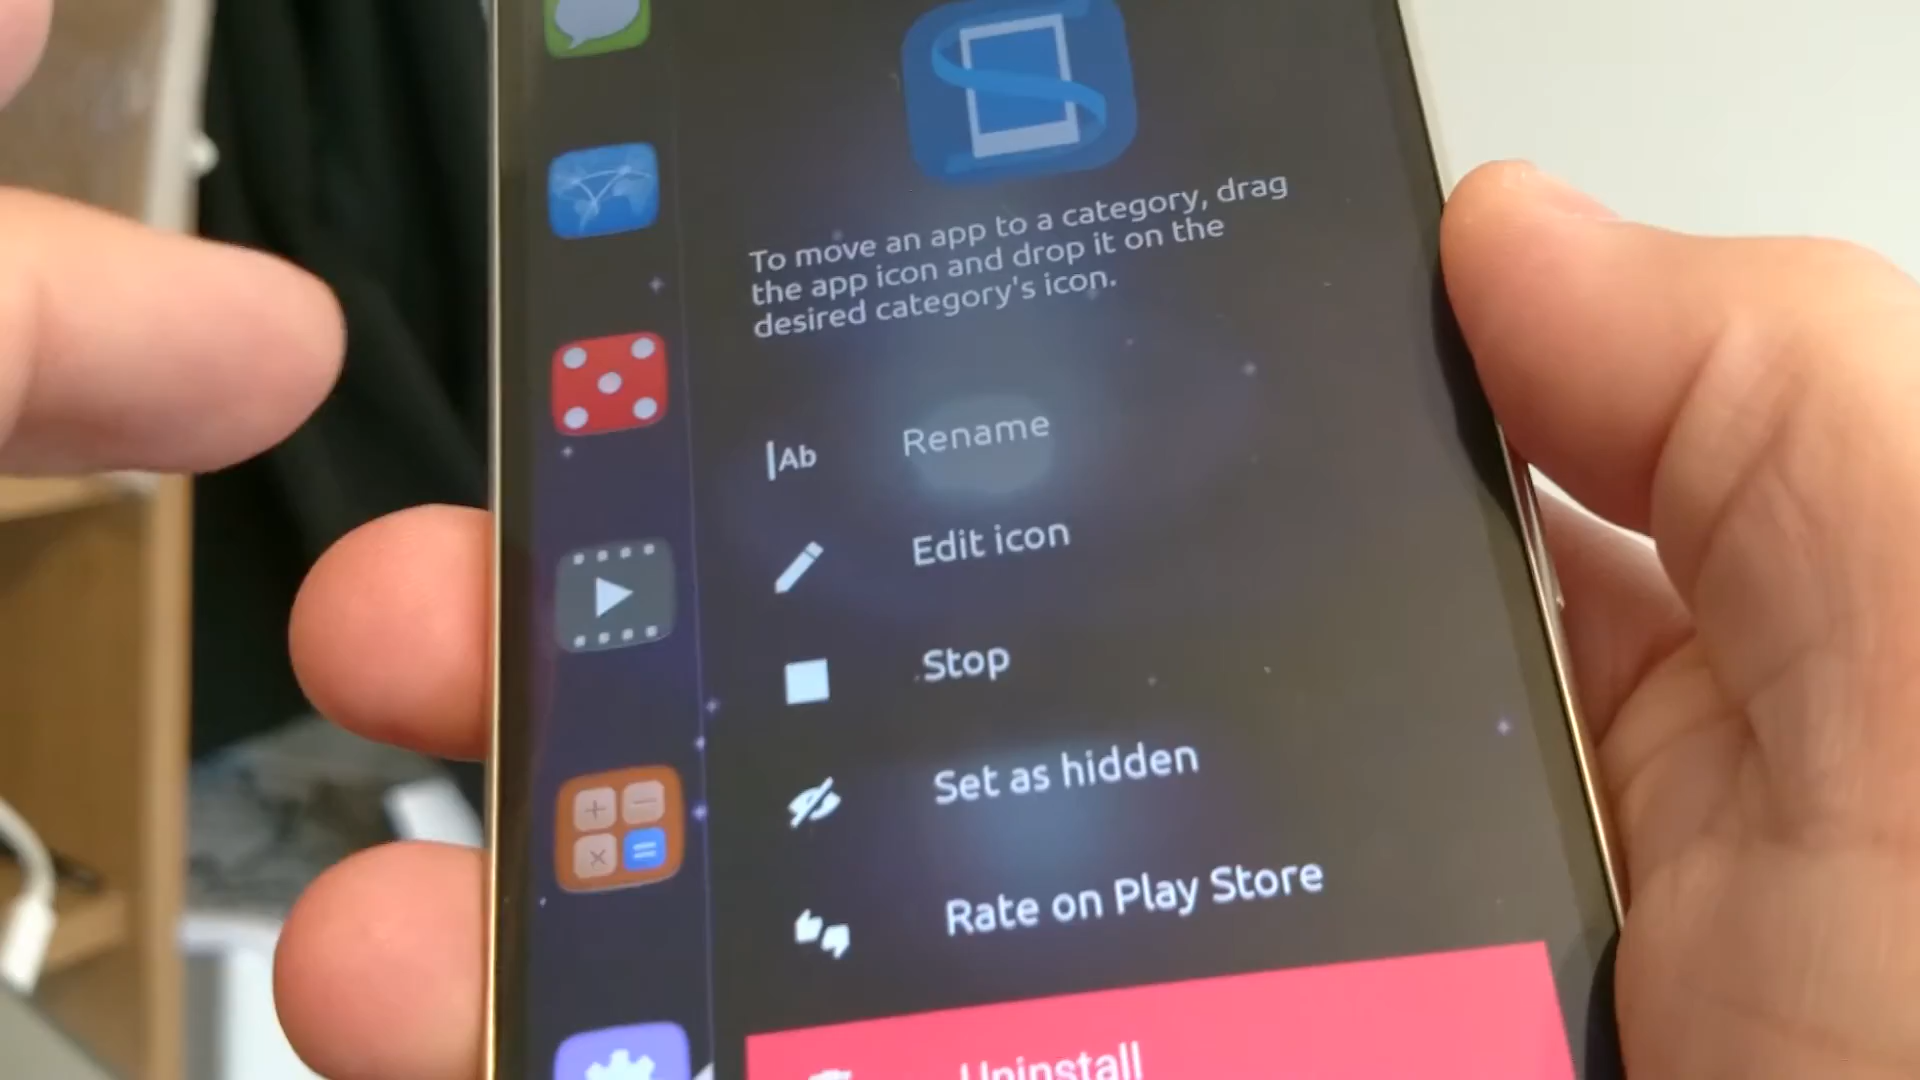 To move an app to a category, drag
the app icon and drop it on the
desired category's icon.
Ab
Rename
Edit icon
Stop
Set as hidden
Rate on Play Store
Uninstall